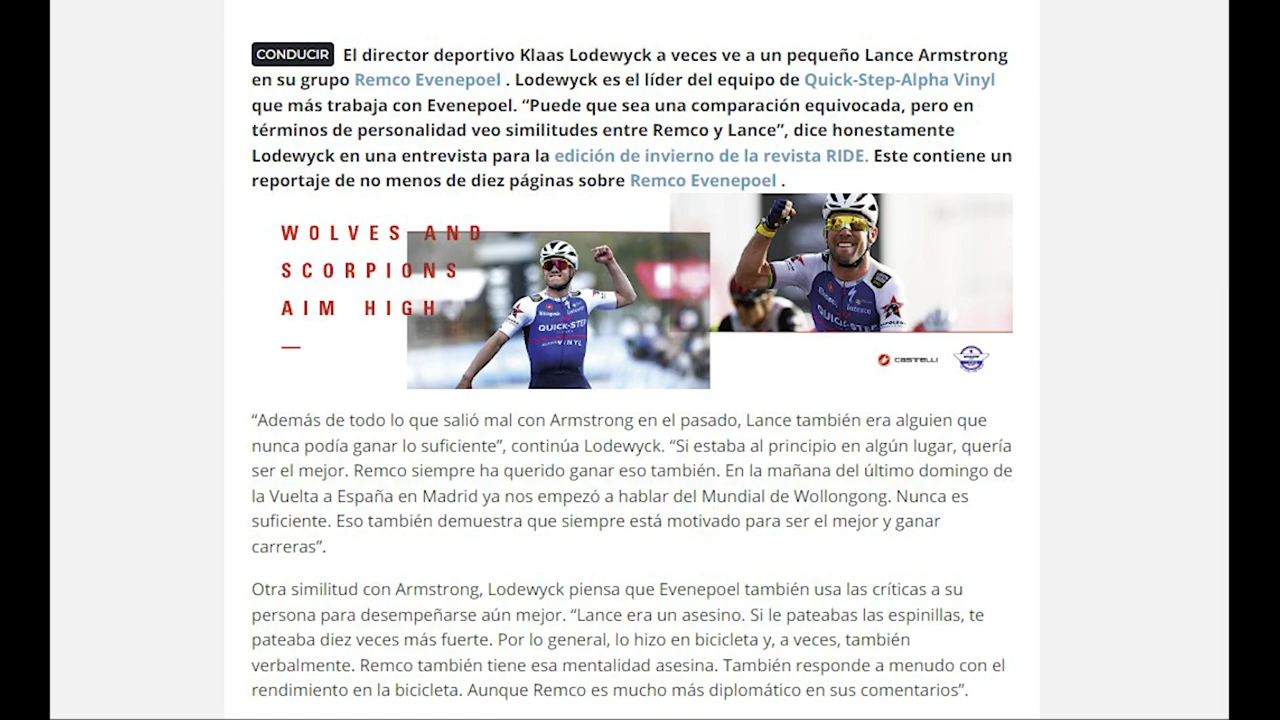 CONDUCIR El director deportivo Klaas Lodewyck a veces ve a un pequeño Lance Armstrong
en su grupo Remco Evenepoel . Lodewyck es el líder del equipo de Quick-Step-Alpha Vinyl
que más trabaja con Evenepoel. “Puede que sea una comparación equivocada, pero en
términos de personalidad veo similitudes entre Remco y Lance”, dice honestamente
Lodewyck en una entrevista para la edición de invierno de la revista RIDE. Este contiene un
reportaje de no menos de diez páginas sobre Remco Evenepoel .
WOLVES AND
SCORPIONS
AIM HIGH
QUICK-STEP
VINYL
QUICK-STEP
CASTELLI
“Además de todo lo que salió mal con Armstrong en el pasado, Lance también era alguien que
nunca podía ganar lo suficiente”, continúa Lodewyck. “Si estaba al principio en algún lugar, quería
ser el mejor. Remco siempre ha querido ganar eso también. En la mañana del último domingo de
la Vuelta a España en Madrid ya nos empezó a hablar del Mundial de Wollongong. Nunca es
suficiente. Eso también demuestra que siempre está motivado para ser el mejor y ganar
carreras”.
Otra similitud con Armstrong, Lodewyck piensa que Evenepoel también usa las críticas a su
persona para desempeñarse aún mejor. “Lance era un asesino. Si le pateabas las espinillas, te
pateaba diez veces más fuerte. Por lo general, lo hizo en bicicleta y, a veces, también
verbalmente. Remco también tiene esa mentalidad asesina. También responde a menudo con el
rendimiento en la bicicleta. Aunque Remco es mucho más diplomático en sus comentarios”.